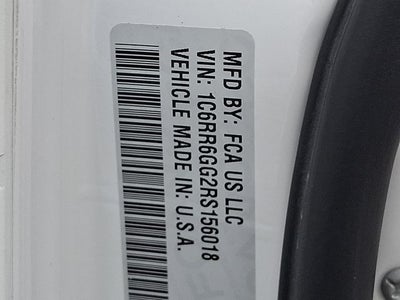 MFD BY: FCA US LLC
VIN: 1C6RR6GG2RS156018
VEHICLE MADE IN: U.S.A.